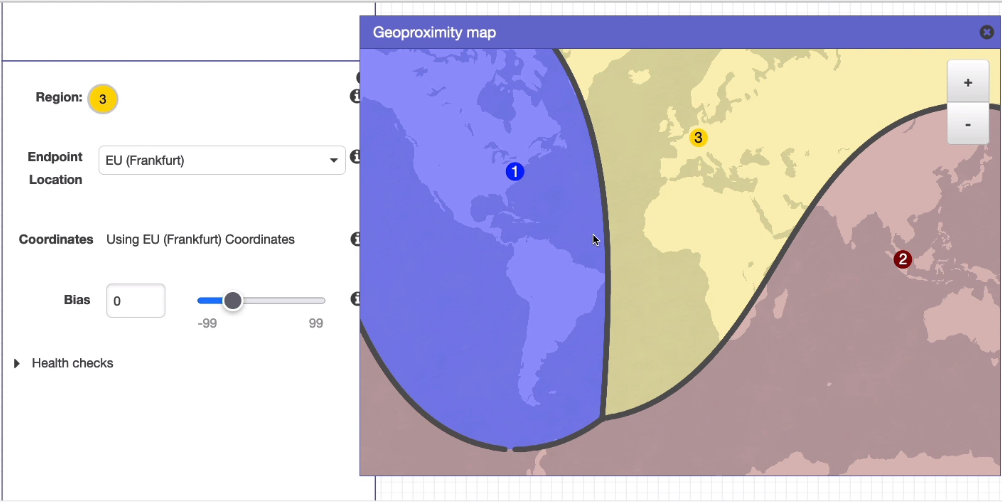 Geoproximity map
Region: 3
Endpoint Location
EU (Frankfurt)
Coordinates Using EU (Frankfurt) Coordinates
Bias 0
-99 99
Health checks
1
3
2
+
-